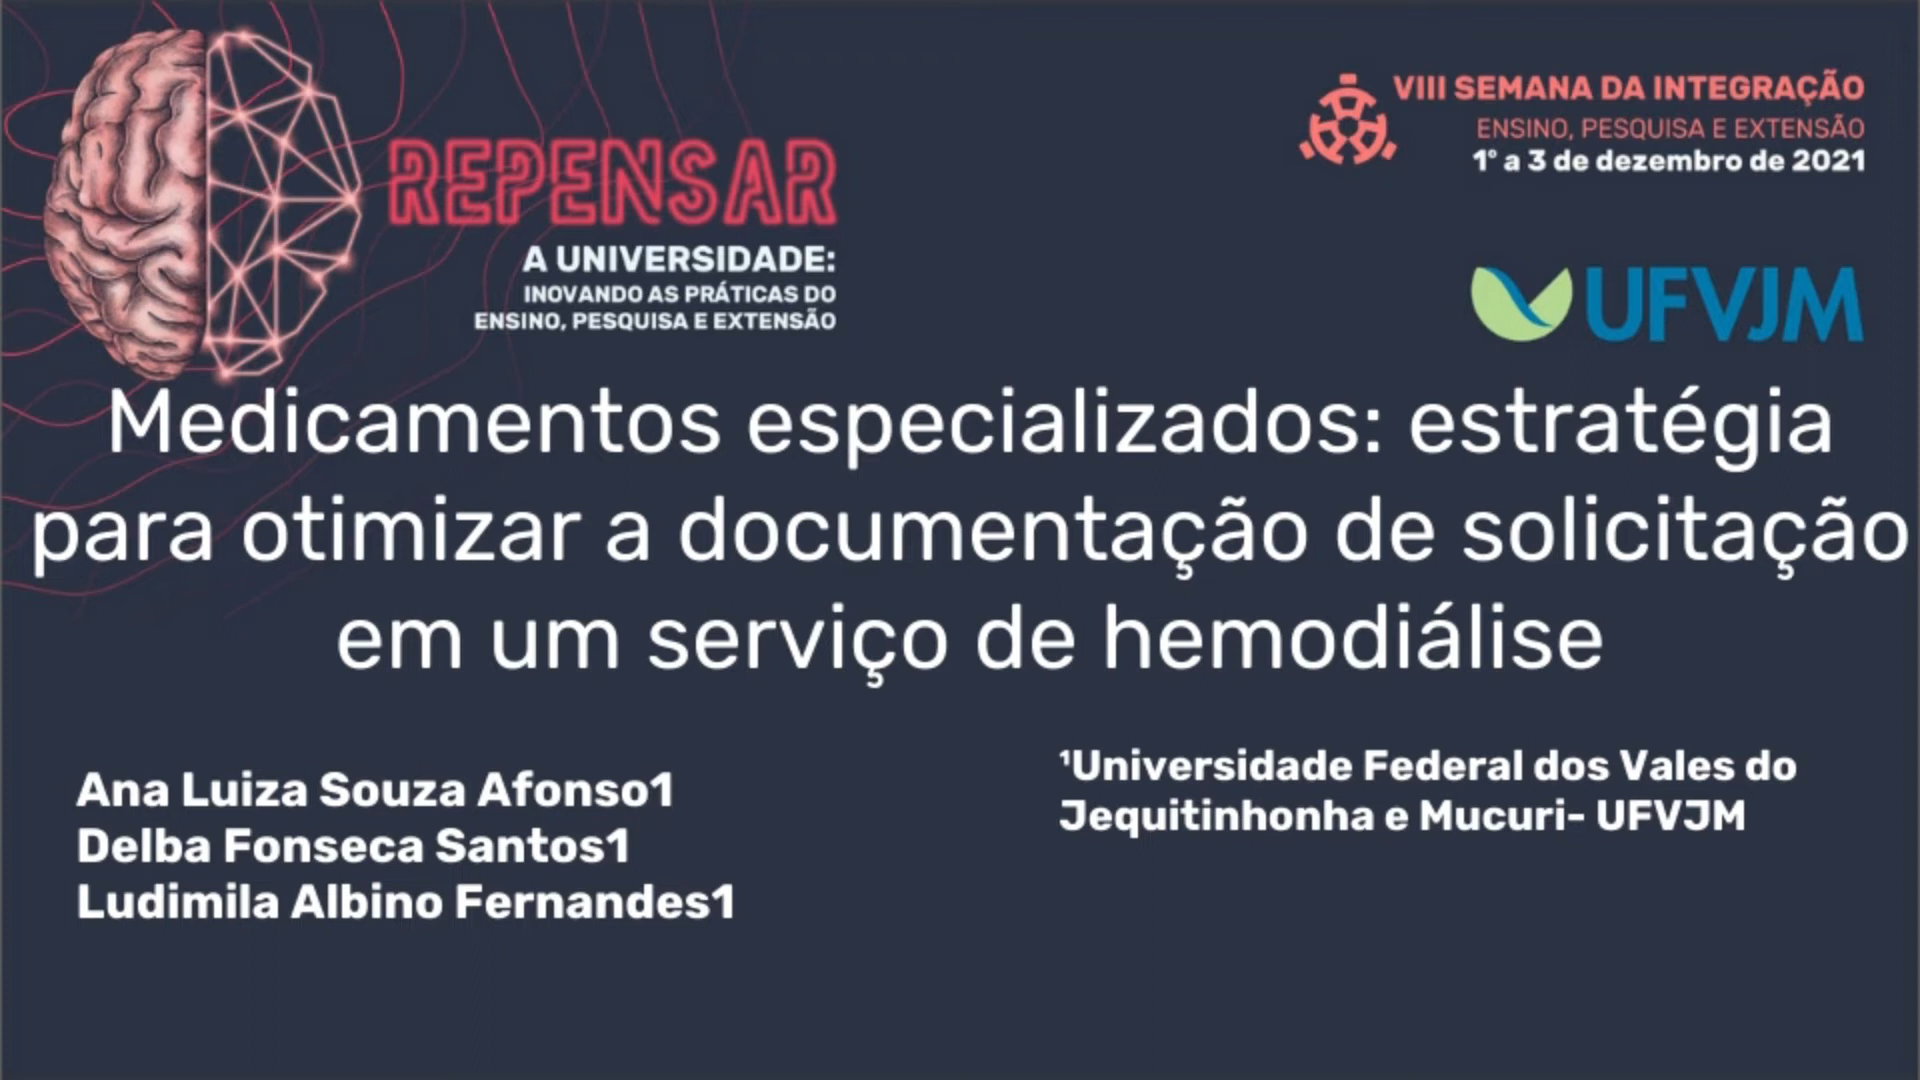 REPENSAR
A UNIVERSIDADE:
INOVANDO AS PRÁTICAS DO
ENSINO, PESQUISA E EXTENSÃO
VIII SEMANA DA INTEGRAÇÃO
ENSINO, PESQUISA E EXTENSÃO
1º a 3 de dezembro de 2021
UFVJM
Medicamentos especializados: estratégia
para otimizar a documentação de solicitação
em um serviço de hemodiálise
Ana Luiza Souza Afonso1
Delba Fonseca Santos1
Ludimila Albino Fernandes1
¹Universidade Federal dos Vales do
Jequitinhonha e Mucuri- UFVJM